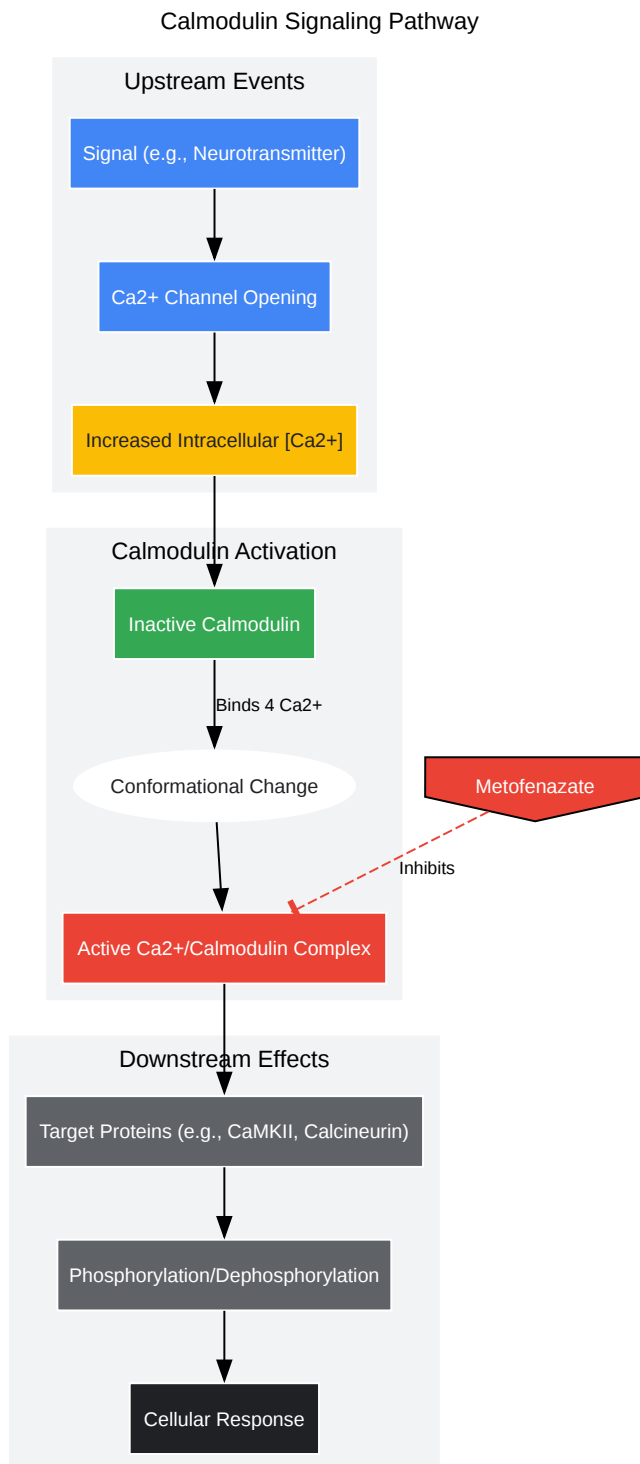 Calmodulin Signaling Pathway
Upstream Events
Signal (e.g., Neurotransmitter)
Ca2+ Channel Opening
Increased Intracellular [Ca2+]
Calmodulin Activation
Inactive Calmodulin
Binds 4 Ca2+
Conformational Change
Metofenazate
Inhibits
Active Ca2+/Calmodulin Complex
Downstream Effects
Target Proteins (e.g., CaMKII, Calcineurin)
Phosphorylation/Dephosphorylation
Cellular Response